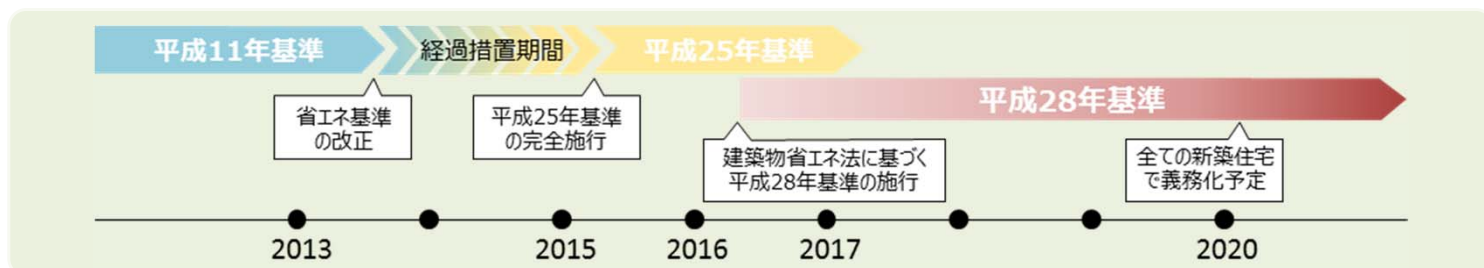 平成11年基準
経過措置期間
平成25年基準
平成28年基準
省エネ基準
の改正
平成25年基準
の完全施行
建築物省エネ法に基づく
平成28年基準の施行
全ての新築住宅
で義務化予定
2013
2015
2016
2017
2020